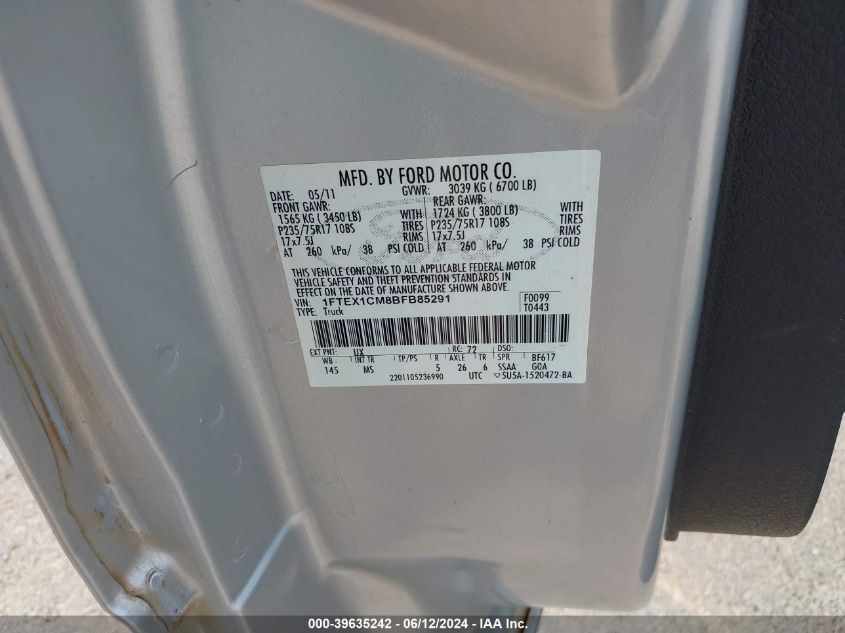 MFD. BY FORD MOTOR CO.
DATE: 05/11 GVWR: 3039 KG ( 6700 LB)
FRONT GAWR: REAR GAWR:
1565 KG ( 3450 LB) WITH 1724 KG ( 3800 LB) WITH
P235/75R17 108S TIRES P235/75R17 108S TIRES
17x7.5J RIMS 17x7.5J RIMS
AT 260 kPa/ 38 PSI COLD AT 260 kPa/ 38 PSI COLD
THIS VEHICLE CONFORMS TO ALL APPLICABLE FEDERAL MOTOR
VEHICLE SAFETY AND THEFT PREVENTION STANDARDS IN
EFFECT ON THE DATE OF MANUFACTURE SHOWN ABOVE.
VIN: 1FTEX1CM8BFB85291 F0099
TYPE: Truck T0443
EXT PNT: UX RC: 72 DSO:
WB INT TR TP/PS R AXLE TR SPR BF617
145 MS 5 26 6 SSAA GOA
2201105236990 UTC ▽5U5A-1520472-BA
000-39635242 - 06/12/2024 - IAAI.COM